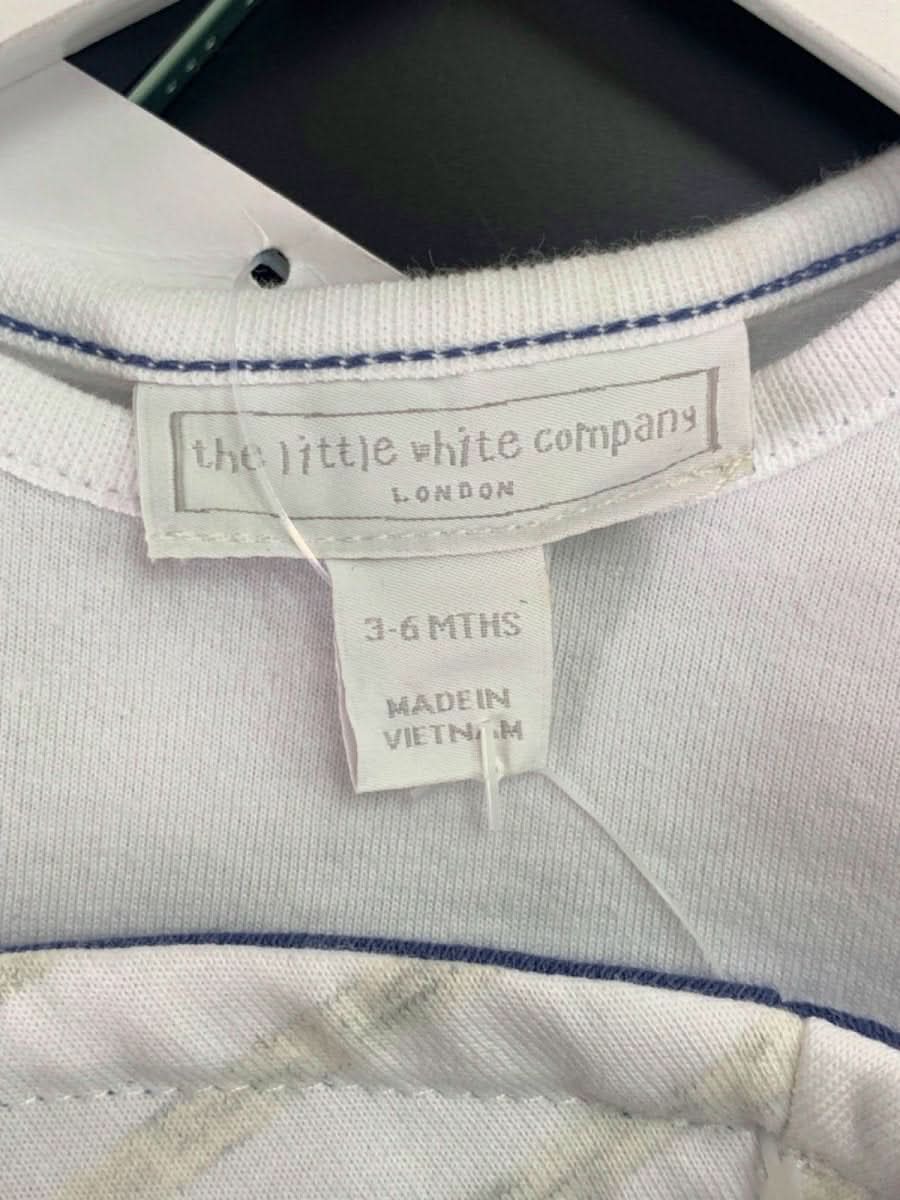 the little white company
LONDON
3-6 MTHS
MADE IN
VIETNAM